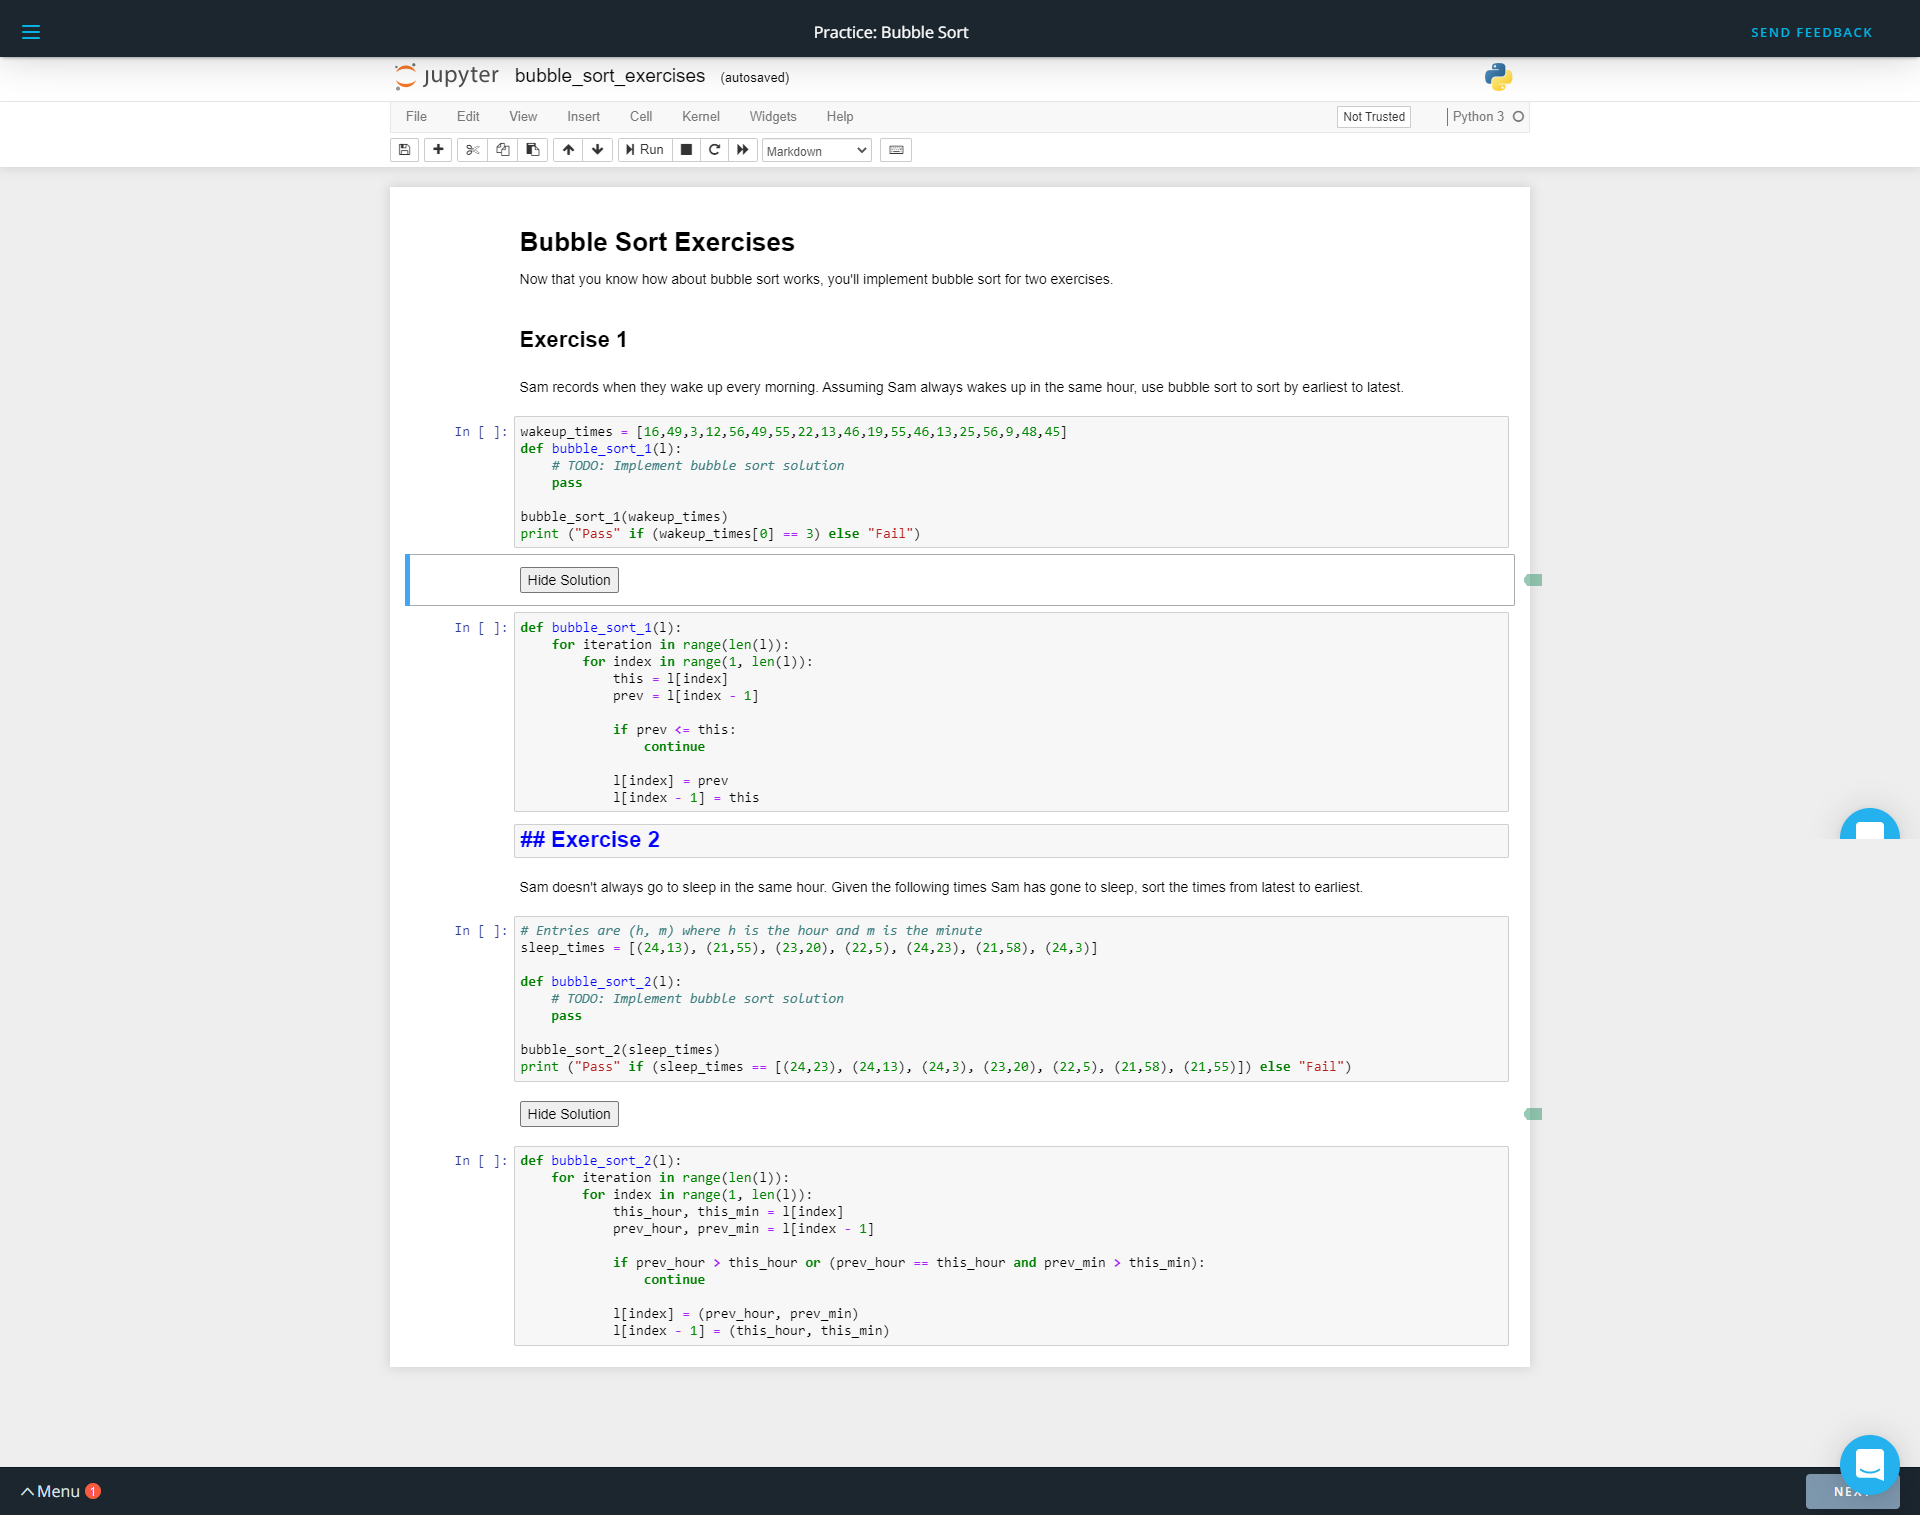 Practice: Bubble Sort
SEND FEEDBACK
jupyter bubble_sort_exercises (autosaved)
File Edit View Insert Cell Kernel Widgets Help Not Trusted Python 3
Run Markdown
Bubble Sort Exercises
Now that you know how about bubble sort works, you'll implement bubble sort for two exercises.
Exercise 1
Sam records when they wake up every morning. Assuming Sam always wakes up in the same hour, use bubble sort to sort by earliest to latest.
In [ ]: wakeup_times = [16,49,3,12,56,49,55,22,13,46,19,55,46,13,25,56,9,48,45]
def bubble_sort_1(l):
    # TODO: Implement bubble sort solution
    pass
bubble_sort_1(wakeup_times)
print ("Pass" if (wakeup_times[0] == 3) else "Fail")
Hide Solution
In [ ]: def bubble_sort_1(l):
    for iteration in range(len(l)):
        for index in range(1, len(l)):
            this = l[index]
            prev = l[index - 1]
            if prev <= this:
                continue
            l[index] = prev
            l[index - 1] = this
## Exercise 2
Sam doesn't always go to sleep in the same hour. Given the following times Sam has gone to sleep, sort the times from latest to earliest.
In [ ]: # Entries are (h, m) where h is the hour and m is the minute
sleep_times = [(24,13), (21,55), (23,20), (22,5), (24,23), (21,58), (24,3)]
def bubble_sort_2(l):
    # TODO: Implement bubble sort solution
    pass
bubble_sort_2(sleep_times)
print ("Pass" if (sleep_times == [(24,23), (24,13), (24,3), (23,20), (22,5), (21,58), (21,55)]) else "Fail")
Hide Solution
In [ ]: def bubble_sort_2(l):
    for iteration in range(len(l)):
        for index in range(1, len(l)):
            this_hour, this_min = l[index]
            prev_hour, prev_min = l[index - 1]
            if prev_hour > this_hour or (prev_hour == this_hour and prev_min > this_min):
                continue
            l[index] = (prev_hour, prev_min)
            l[index - 1] = (this_hour, this_min)
Menu 1